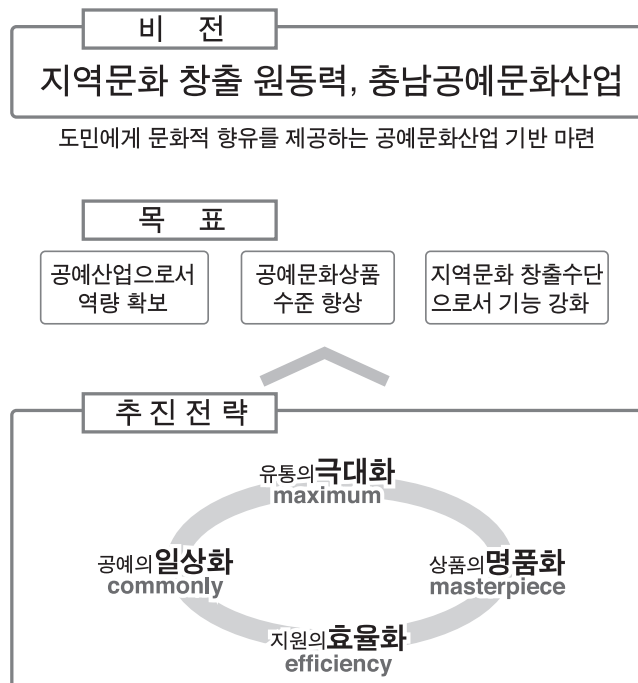 비 전
지역문화 창출 원동력, 충남공예문화산업
도민에게 문화적 향유를 제공하는 공예문화산업 기반 마련
목 표
공예산업으로서
역량 확보
공예문화상품
수준 향상
지역문화 창출수단
으로서 기능 강화
추진전략
유통의극대화
maximum
공예의일상화
commonly
상품의명품화
masterpiece
지원의효율화
efficiency